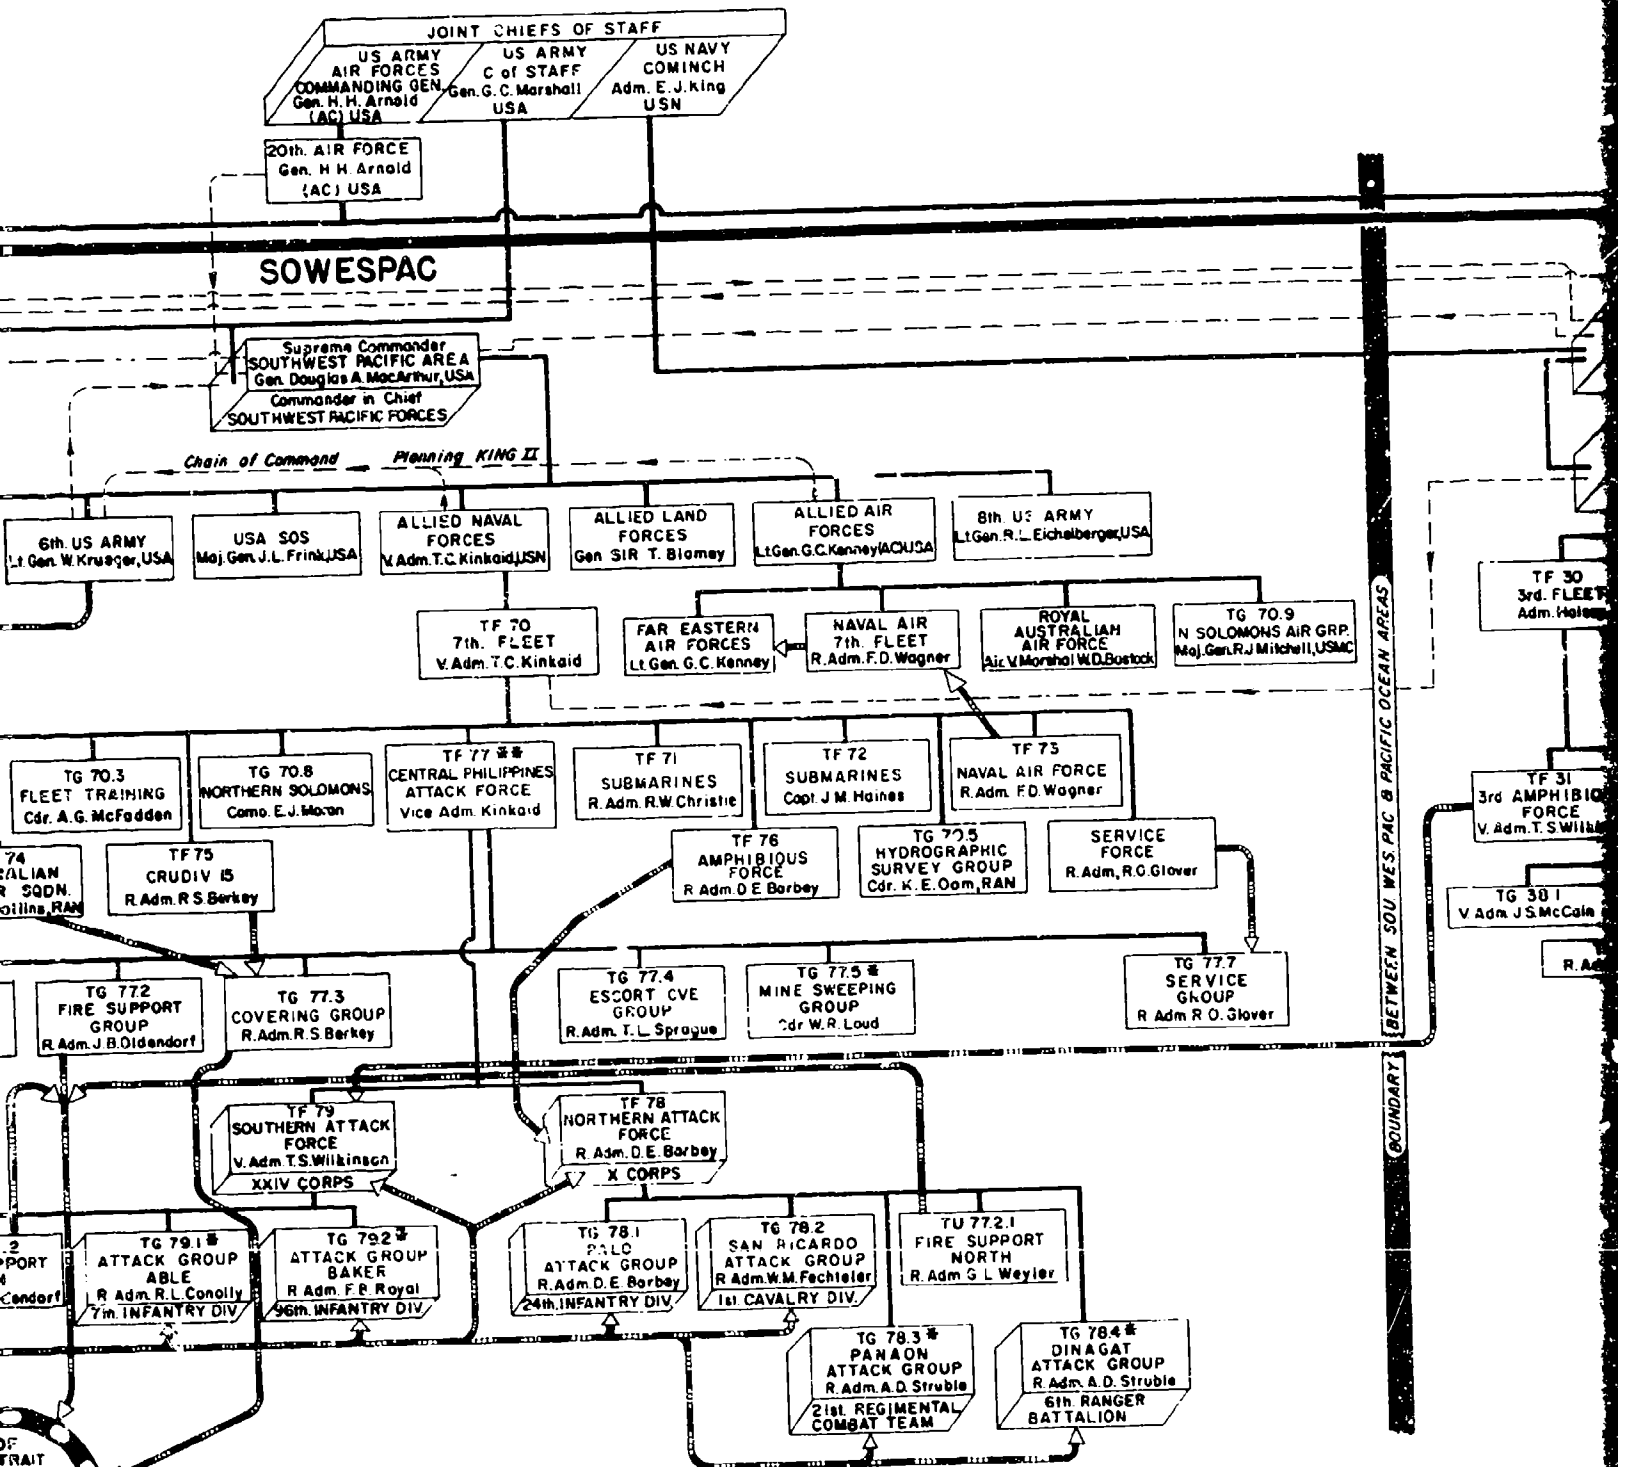 JOINT CHIEFS OF STAFF
US ARMY
AIR FORCES
COMMANDING GEN.
Gen. H. H. Arnold
(AC) USA
US ARMY
C of STAFF
Gen. G. C. Marshall
USA
US NAVY
COMINCH
Adm. E. J. King
USN
20th. AIR FORCE
Gen. H H. Arnold
(AC) USA
SOWESPAC
Supreme Commander
SOUTHWEST PACIFIC AREA
Gen. Douglas A. MacArthur, USA
Commander in Chief
SOUTHWEST PACIFIC FORCES
Chain of Command Planning KING II
6th. US ARMY
Lt. Gen. W. Krueger, USA
USA SOS
Maj. Gen. J. L. Frink, USA
ALLIED NAVAL
FORCES
V. Adm. T. C. Kinkaid, USN
ALLIED LAND
FORCES
Gen SIR T. Blamey
ALLIED AIR
FORCES
Lt. Gen. G. C. Kenney (AC) USA
8th. US ARMY
Lt. Gen. R. L. Eichelberger, USA
TF 70
7th. FLEET
V. Adm. T. C. Kinkaid
FAR EASTERN
AIR FORCES
Lt. Gen. G. C. Kenney
NAVAL AIR
7th. FLEET
R. Adm. F. D. Wagner
ROYAL
AUSTRALIAN
AIR FORCE
Air. V. Marshal W. D. Bostock
TG 70.9
N SOLOMONS AIR GRP.
Maj. Gen. R. J Mitchell, USMC
TF 30
3rd. FLEET
Adm.
TG 70.3
FLEET TRAINING
Cdr. A. G. McFadden
TG 70.8
NORTHERN SOLOMONS
Como. E. J. Moran
TF 77 **
CENTRAL PHILIPPINES
ATTACK FORCE
Vice Adm. Kinkaid
TF 71
SUBMARINES
R. Adm. R. W. Christie
TF 72
SUBMARINES
Capt. J M. Haines
TF 73
NAVAL AIR FORCE
R. Adm. F. D. Wagner
TF 31
3rd AMPHIBIO
FORCE
V. Adm. T. S. Wilk
74
ALIAN
R SQDN.
ollins, RAN
TF 75
CRUDIV 15
R. Adm. R S. Berkey
TF 76
AMPHIBIOUS
FORCE
R Adm. D E Barbey
TG 70.5
HYDROGRAPHIC
SURVEY GROUP
Cdr. K. E. Oom, RAN
SERVICE
FORCE
R. Adm, R. O. Glover
TG 38 1
V Adm J S. McCain
R. A
TG 77.2
FIRE SUPPORT
GROUP
R. Adm. J. B. Oldendorf
TG 77.3
COVERING GROUP
R. Adm. R. S. Berkey
TG 77.4
ESCORT CVE
GROUP
R. Adm. T. L. Sprague
TG 77.5 *
MINE SWEEPING
GROUP
Cdr W. R. Loud
TG 77.7
SERVICE
GROUP
R Adm R O. Glover
BOUNDARY BETWEEN SOU. WES. PAC & PACIFIC OCEAN AREAS
TF 79
SOUTHERN ATTACK
FORCE
V. Adm. T. S. Wilkinson
XXIV CORPS
TF 78
NORTHERN ATTACK
FORCE
R. Adm. D. E. Barbey
X CORPS
.2
PPORT
TG 79.1 *
ATTACK GROUP
ABLE
R Adm. R. L. Conolly
7th. INFANTRY DIV.
TG 79.2 *
ATTACK GROUP
BAKER
R Adm. F. B. Royal
96th. INFANTRY DIV.
TG 78.1
PALO
ATTACK GROUP
R. Adm. D. E. Barbey
24th. INFANTRY DIV.
TG 78.2
SAN RICARDO
ATTACK GROUP
R Adm. W. M. Fechteler
1st. CAVALRY DIV.
TU 77.2.1
FIRE SUPPORT
NORTH
R. Adm G L Weyler
TG 78.3 *
PANAON
ATTACK GROUP
R. Adm. A. D. Struble
21st. REGIMENTAL
COMBAT TEAM
TG 78.4 *
DINAGAT
ATTACK GROUP
R. Adm. A. D. Struble
6th. RANGER
BATTALION
OF
TRAIT